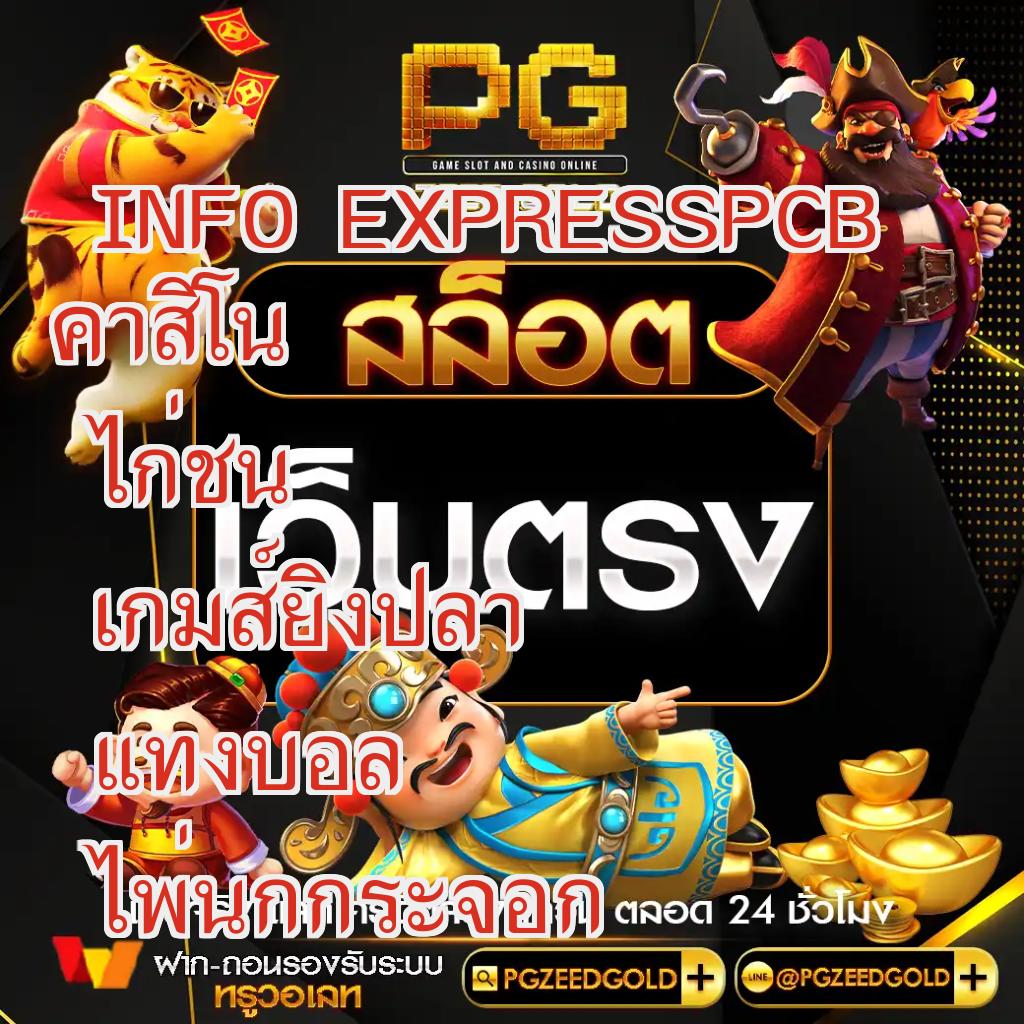 PG
GAME SLOT AND CASINO ONLINE
INFO EXPRESSPCB
คาสิโน
สล็อต
ไก่ชน
เว็บตรง
เกมส์ยิงปลา
แทงบอล
ไพ่นกกระจอก
ตลอด 24 ชั่วโมง
ฝาก-ถอนรองรับระบบ
ทรูวอเลท
PGZEEDGOLD
LINE @PGZEEDGOLD